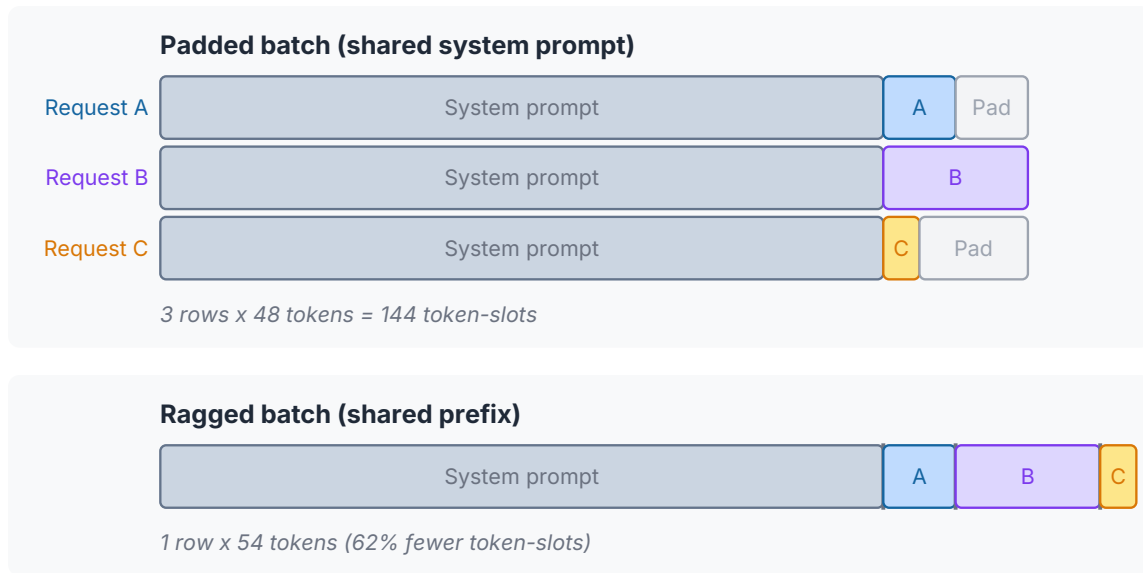 Padded batch (shared system prompt)
Request A System prompt A Pad
Request B System prompt B
Request C System prompt C Pad
3 rows x 48 tokens = 144 token-slots
Ragged batch (shared prefix)
System prompt A B C
1 row x 54 tokens (62% fewer token-slots)